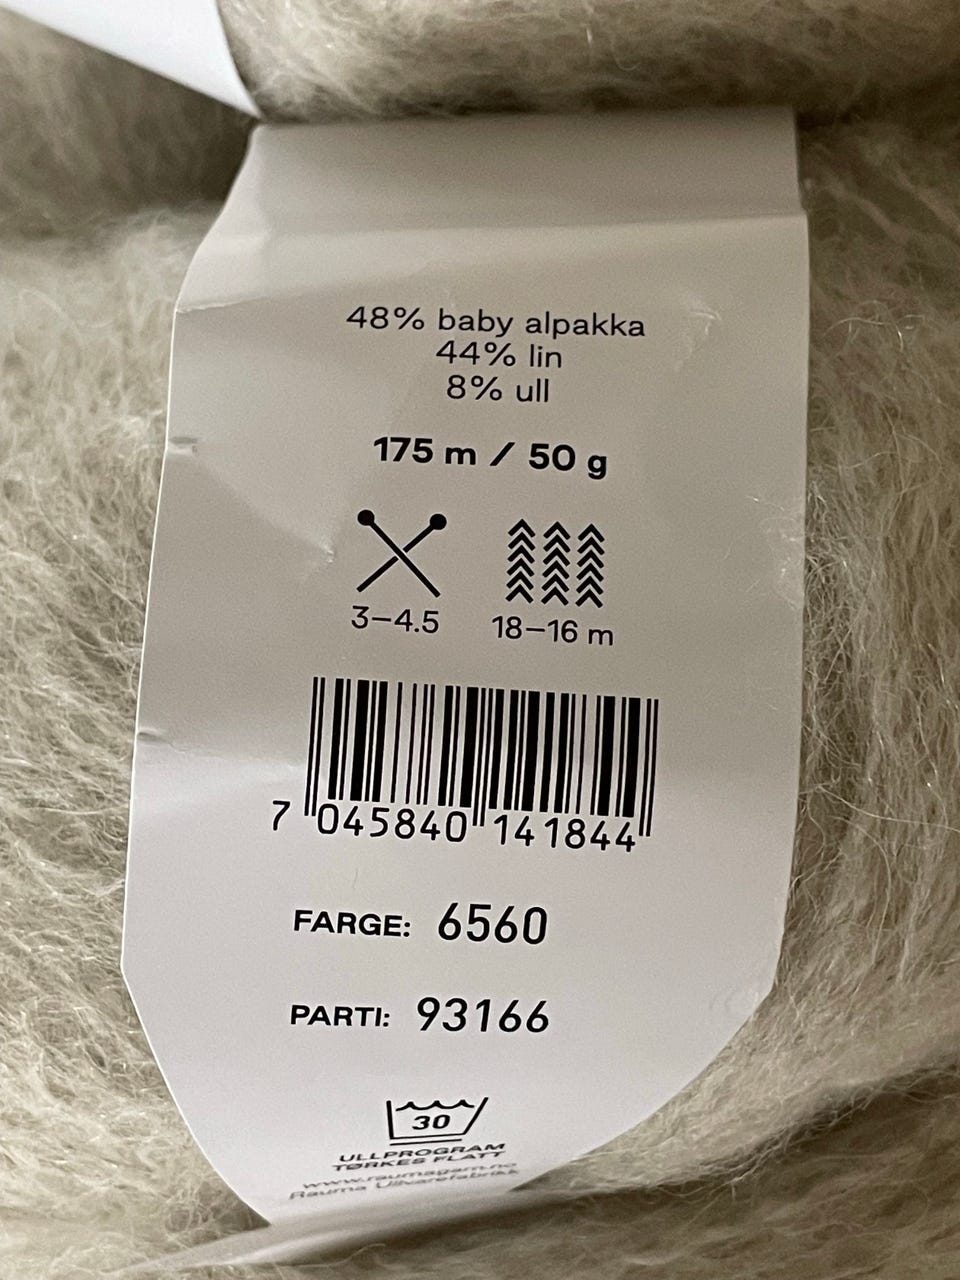 48% baby alpakka
44% lin
8% ull
175 m / 50 g
3–4.5 18–16 m
7 045840 141844
FARGE: 6560
PARTI: 93166
30
ULLPROGRAM
TØRKES FLATT
www.raumagarn.no
Rauma Ullvarefabrikk